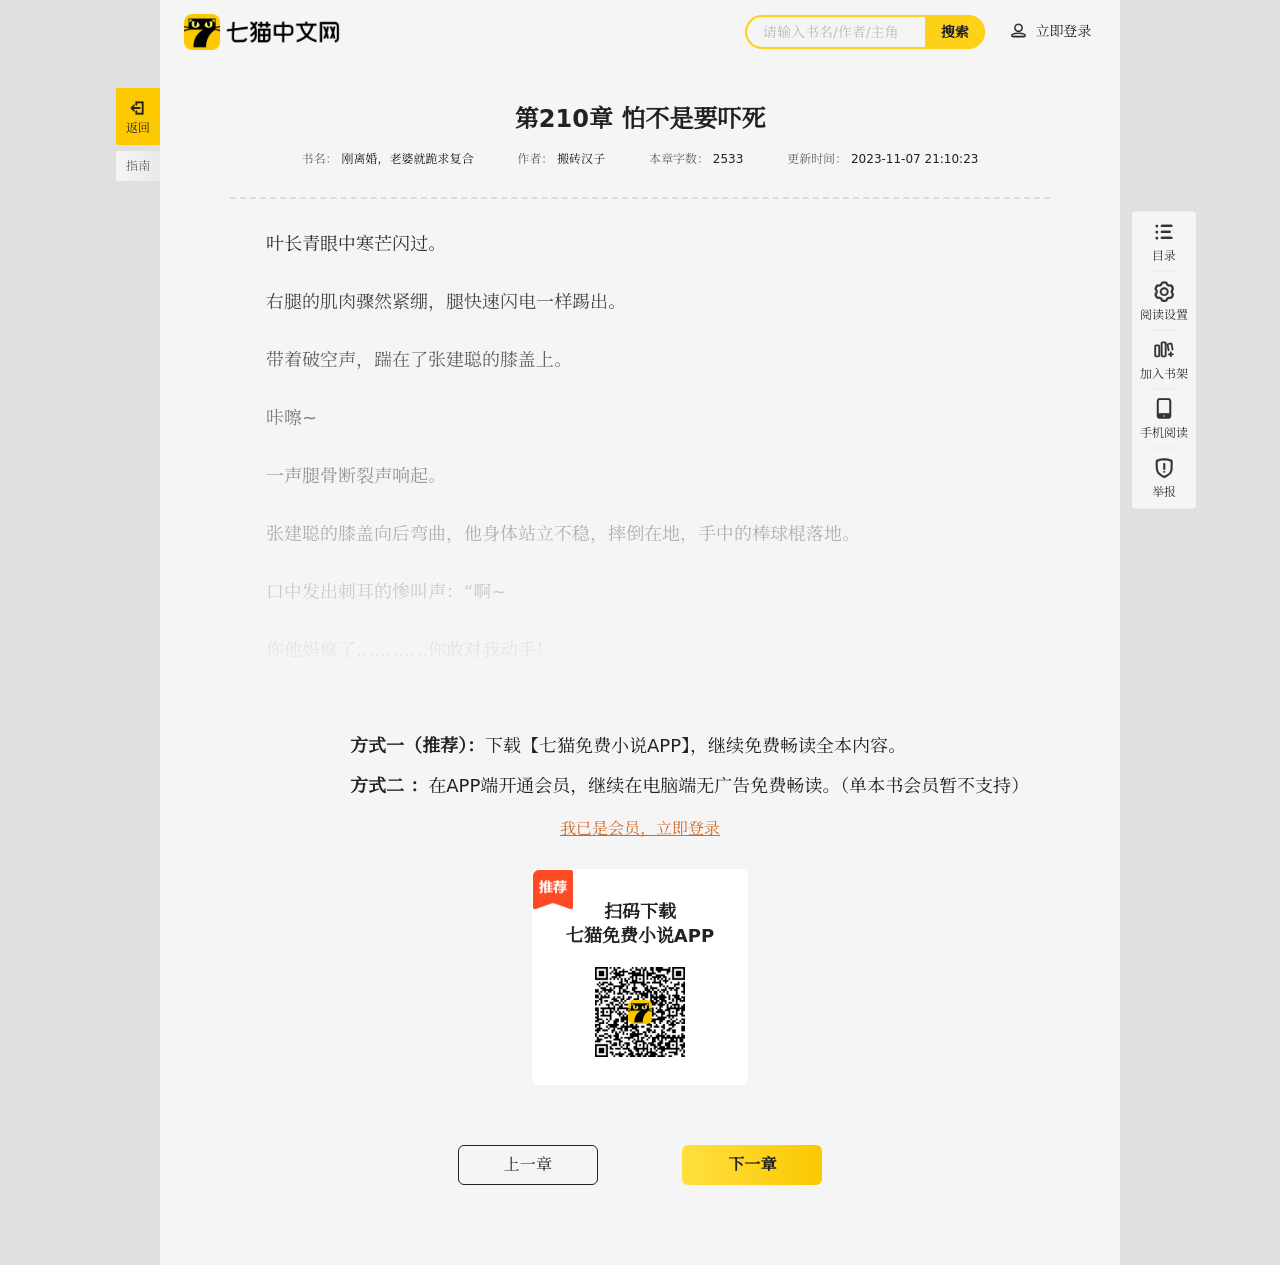 七猫中文网
请输入书名/作者/主角
搜索
立即登录
返回
指南
第210章 怕不是要吓死
书名： 刚离婚，老婆就跪求复合 作者： 搬砖汉子 本章字数： 2533 更新时间： 2023-11-07 21:10:23
叶长青眼中寒芒闪过。
右腿的肌肉骤然紧绷，腿快速闪电一样踢出。
带着破空声，踹在了张建聪的膝盖上。
咔嚓~
一声腿骨断裂声响起。
张建聪的膝盖向后弯曲，他身体站立不稳，摔倒在地，手中的棒球棍落地。
口中发出刺耳的惨叫声：“啊~
你他妈疯了…………你敢对我动手！
目录
阅读设置
加入书架
手机阅读
举报
方式一（推荐）：下载【七猫免费小说APP】，继续免费畅读全本内容。
方式二 ：在APP端开通会员，继续在电脑端无广告免费畅读。（单本书会员暂不支持）
我已是会员，立即登录
推荐
扫码下载
七猫免费小说APP
上一章
下一章